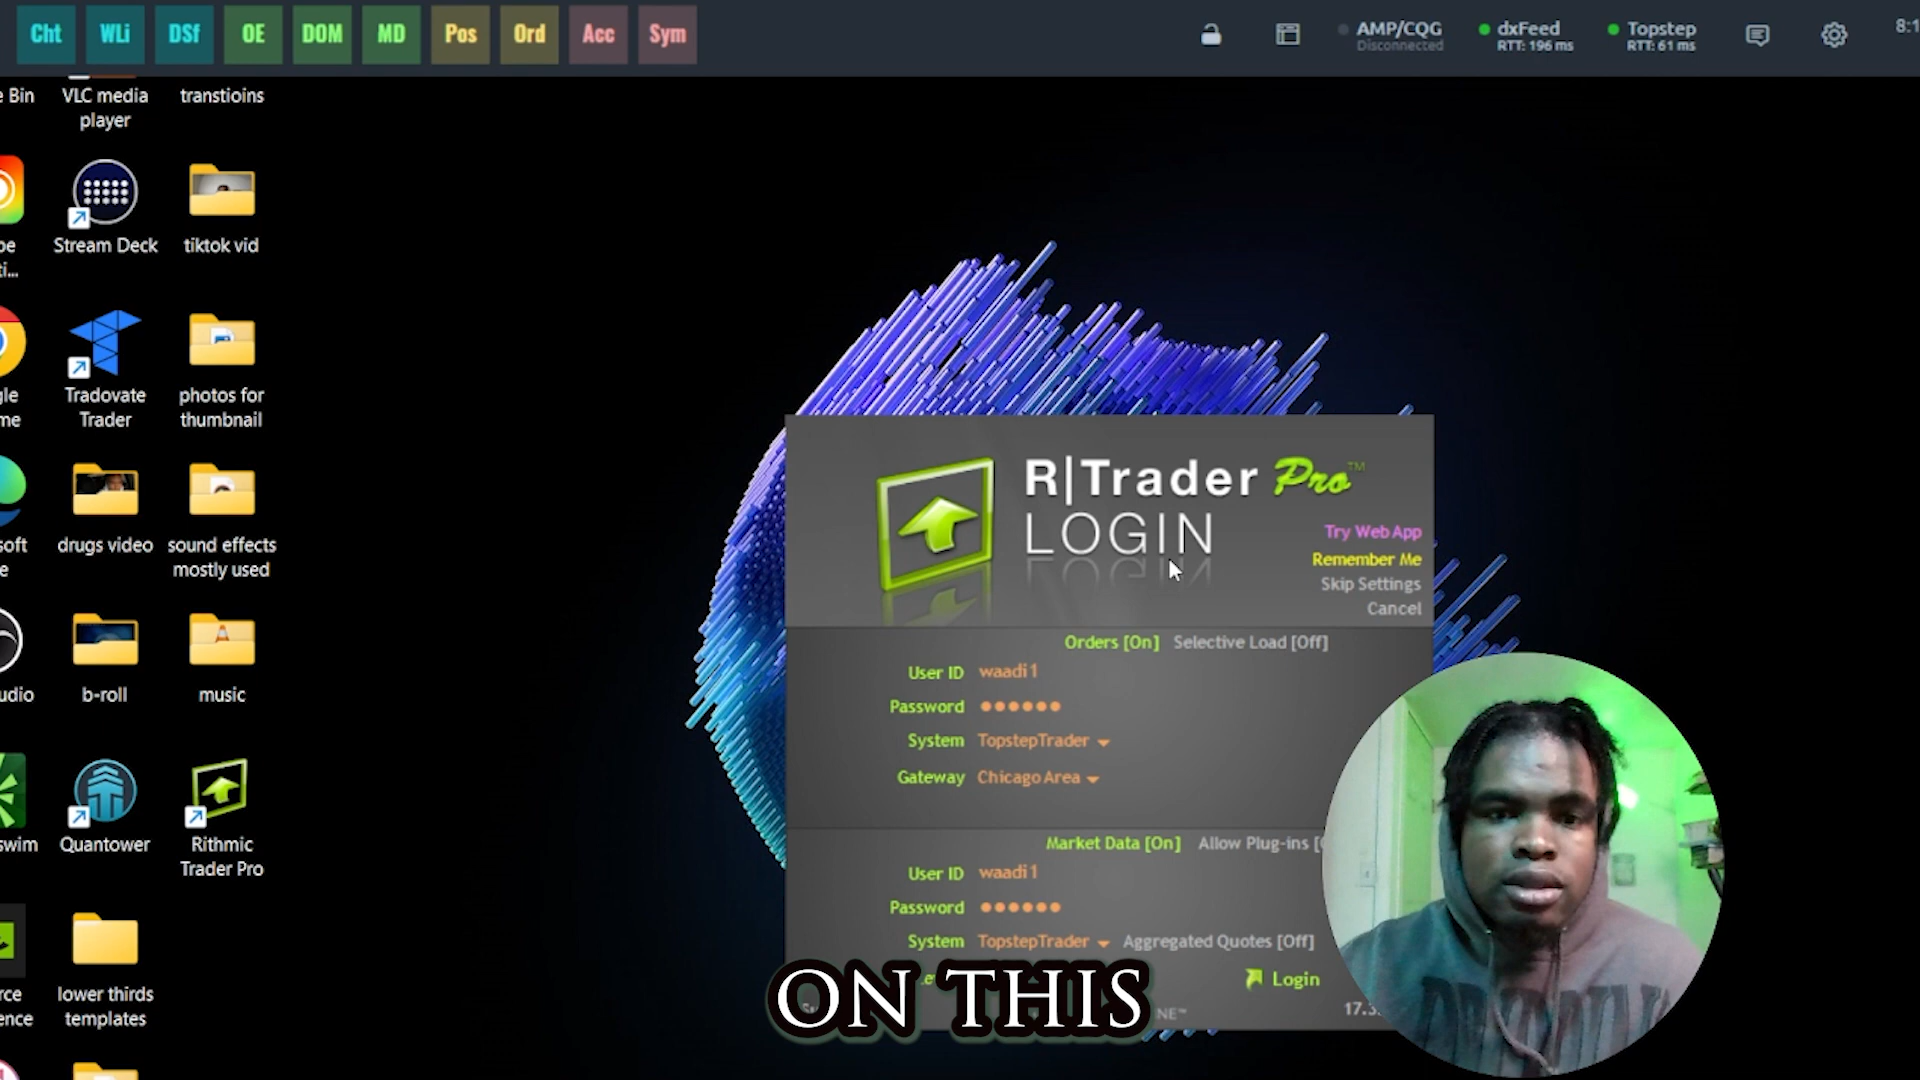 Cht WLi DSf OE DOM MD Pos Ord Acc Sym
AMP/CQG
Disconnected
dxFeed
RTT: 196 ms
Topstep
RTT: 61 ms
8:1
e Bin
VLC media
player
transtioins
Stream Deck
tiktok vid
Tradovate
Trader
photos for
thumbnail
drugs video
sound effects
mostly used
b-roll
music
Quantower
Rithmic
Trader Pro
lower thirds
templates
R|Trader Pro™
LOGIN
Try Web App
Remember Me
Skip Settings
Cancel
Orders [On] Selective Load [Off]
User ID waadi1
Password ●●●●●●
System TopstepTrader
Gateway Chicago Area
Market Data [On] Allow Plug-ins [
User ID waadi1
Password ●●●●●●
System TopstepTrader Aggregated Quotes [Off]
Login
ON THIS